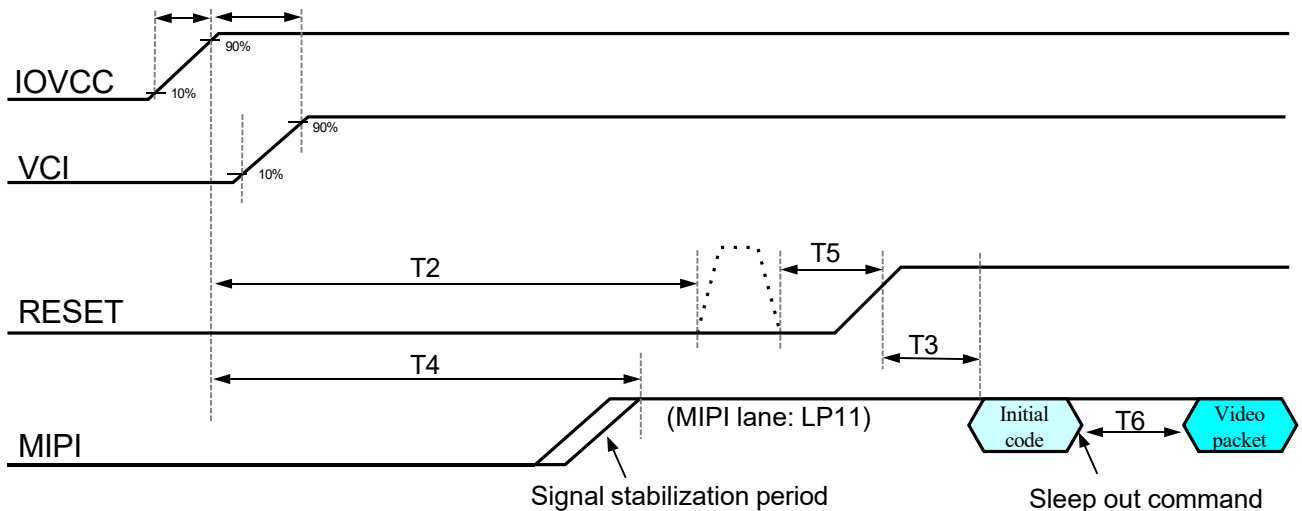 90%
IOVCC
10%
90%
VCI
10%
T5
T2
RESET
T3
T4
(MIPI lane: LP11)
Initial
code
T6
Video
packet
MIPI
Signal stabilization period
Sleep out command